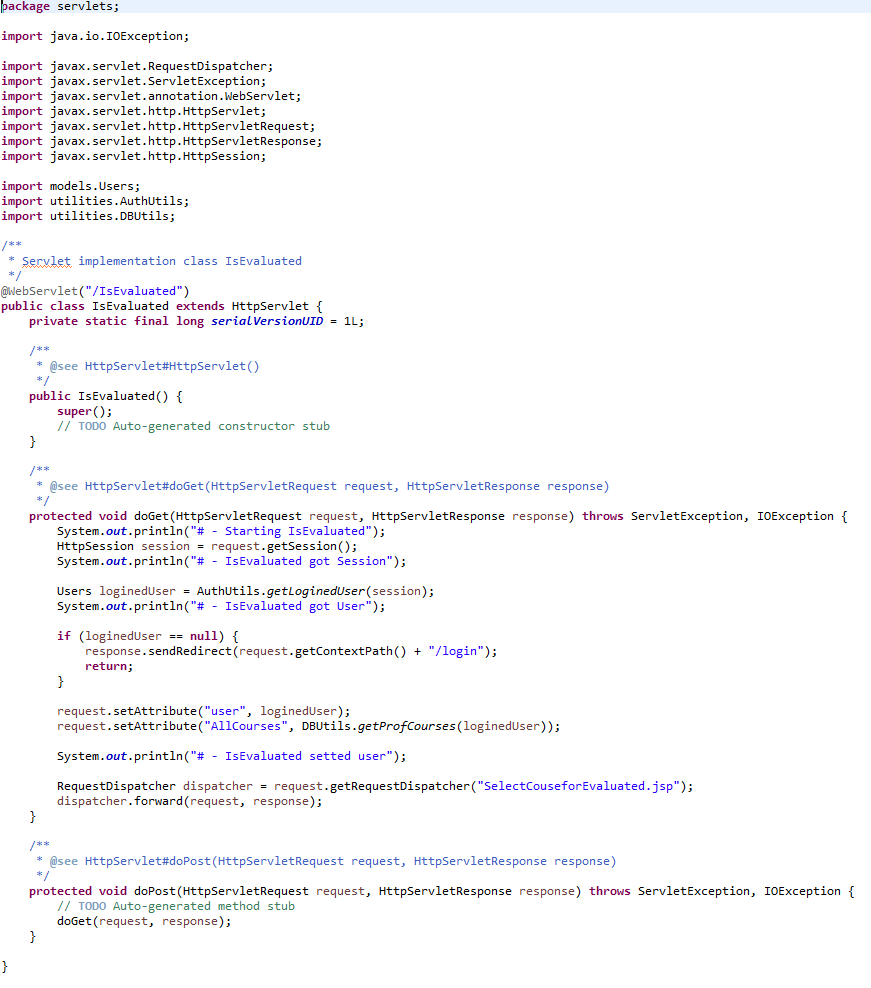 package servlets;
import java.io.IOException;
import javax.servlet.RequestDispatcher;
import javax.servlet.ServletException;
import javax.servlet.annotation.WebServlet;
import javax.servlet.http.HttpServlet;
import javax.servlet.http.HttpServletRequest;
import javax.servlet.http.HttpServletResponse;
import javax.servlet.http.HttpSession;
import models.Users;
import utilities.AuthUtils;
import utilities.DBUtils;
/**
 * Servlet implementation class IsEvaluated
 */
@WebServlet("/IsEvaluated")
public class IsEvaluated extends HttpServlet {
    private static final long serialVersionUID = 1L;
    /**
     * @see HttpServlet#HttpServlet()
     */
    public IsEvaluated() {
        super();
        // TODO Auto-generated constructor stub
    }
    /**
     * @see HttpServlet#doGet(HttpServletRequest request, HttpServletResponse response)
     */
    protected void doGet(HttpServletRequest request, HttpServletResponse response) throws ServletException, IOException {
        System.out.println("# - Starting IsEvaluated");
        HttpSession session = request.getSession();
        System.out.println("# - IsEvaluated got Session");
        Users loginedUser = AuthUtils.getLoginedUser(session);
        System.out.println("# - IsEvaluated got User");
        if (loginedUser == null) {
            response.sendRedirect(request.getContextPath() + "/login");
            return;
        }
        request.setAttribute("user", loginedUser);
        request.setAttribute("AllCourses", DBUtils.getProfCourses(loginedUser));
        System.out.println("# - IsEvaluated setted user");
        RequestDispatcher dispatcher = request.getRequestDispatcher("SelectCouseforEvaluated.jsp");
        dispatcher.forward(request, response);
    }
    /**
     * @see HttpServlet#doPost(HttpServletRequest request, HttpServletResponse response)
     */
    protected void doPost(HttpServletRequest request, HttpServletResponse response) throws ServletException, IOException {
        // TODO Auto-generated method stub
        doGet(request, response);
    }
}